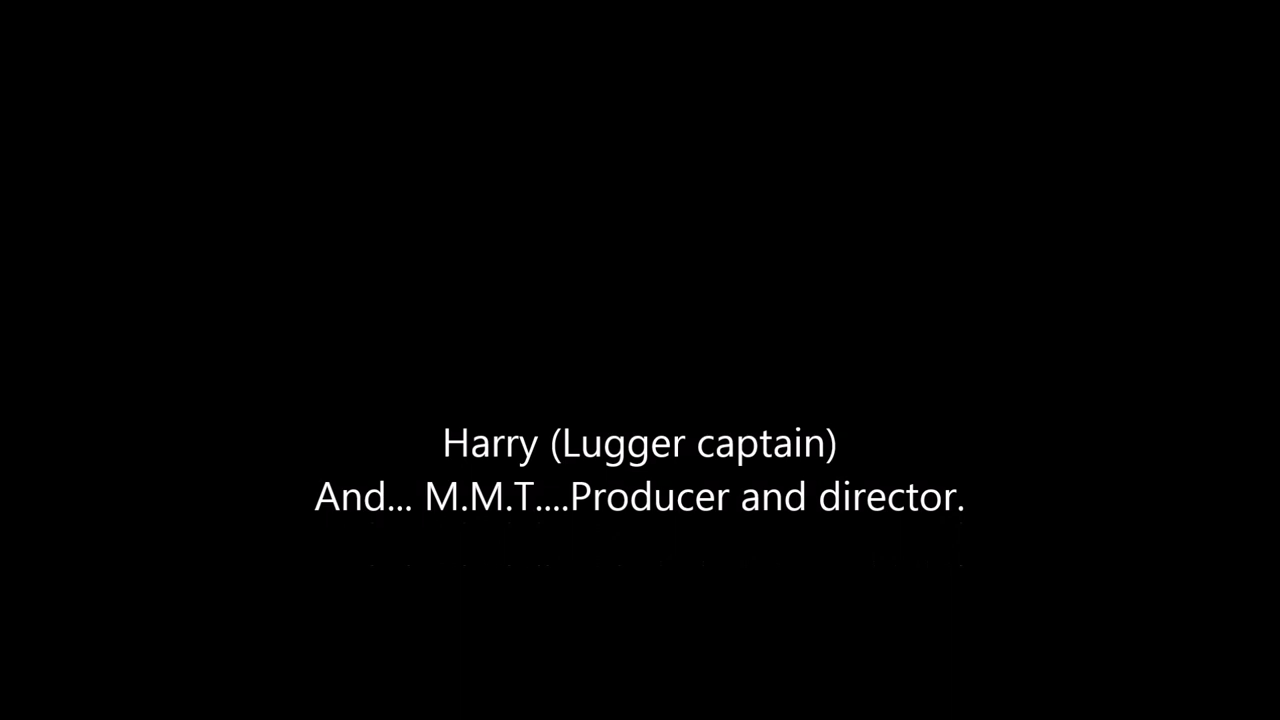 Harry (Lugger captain)
And... M.M.T....Producer and director.